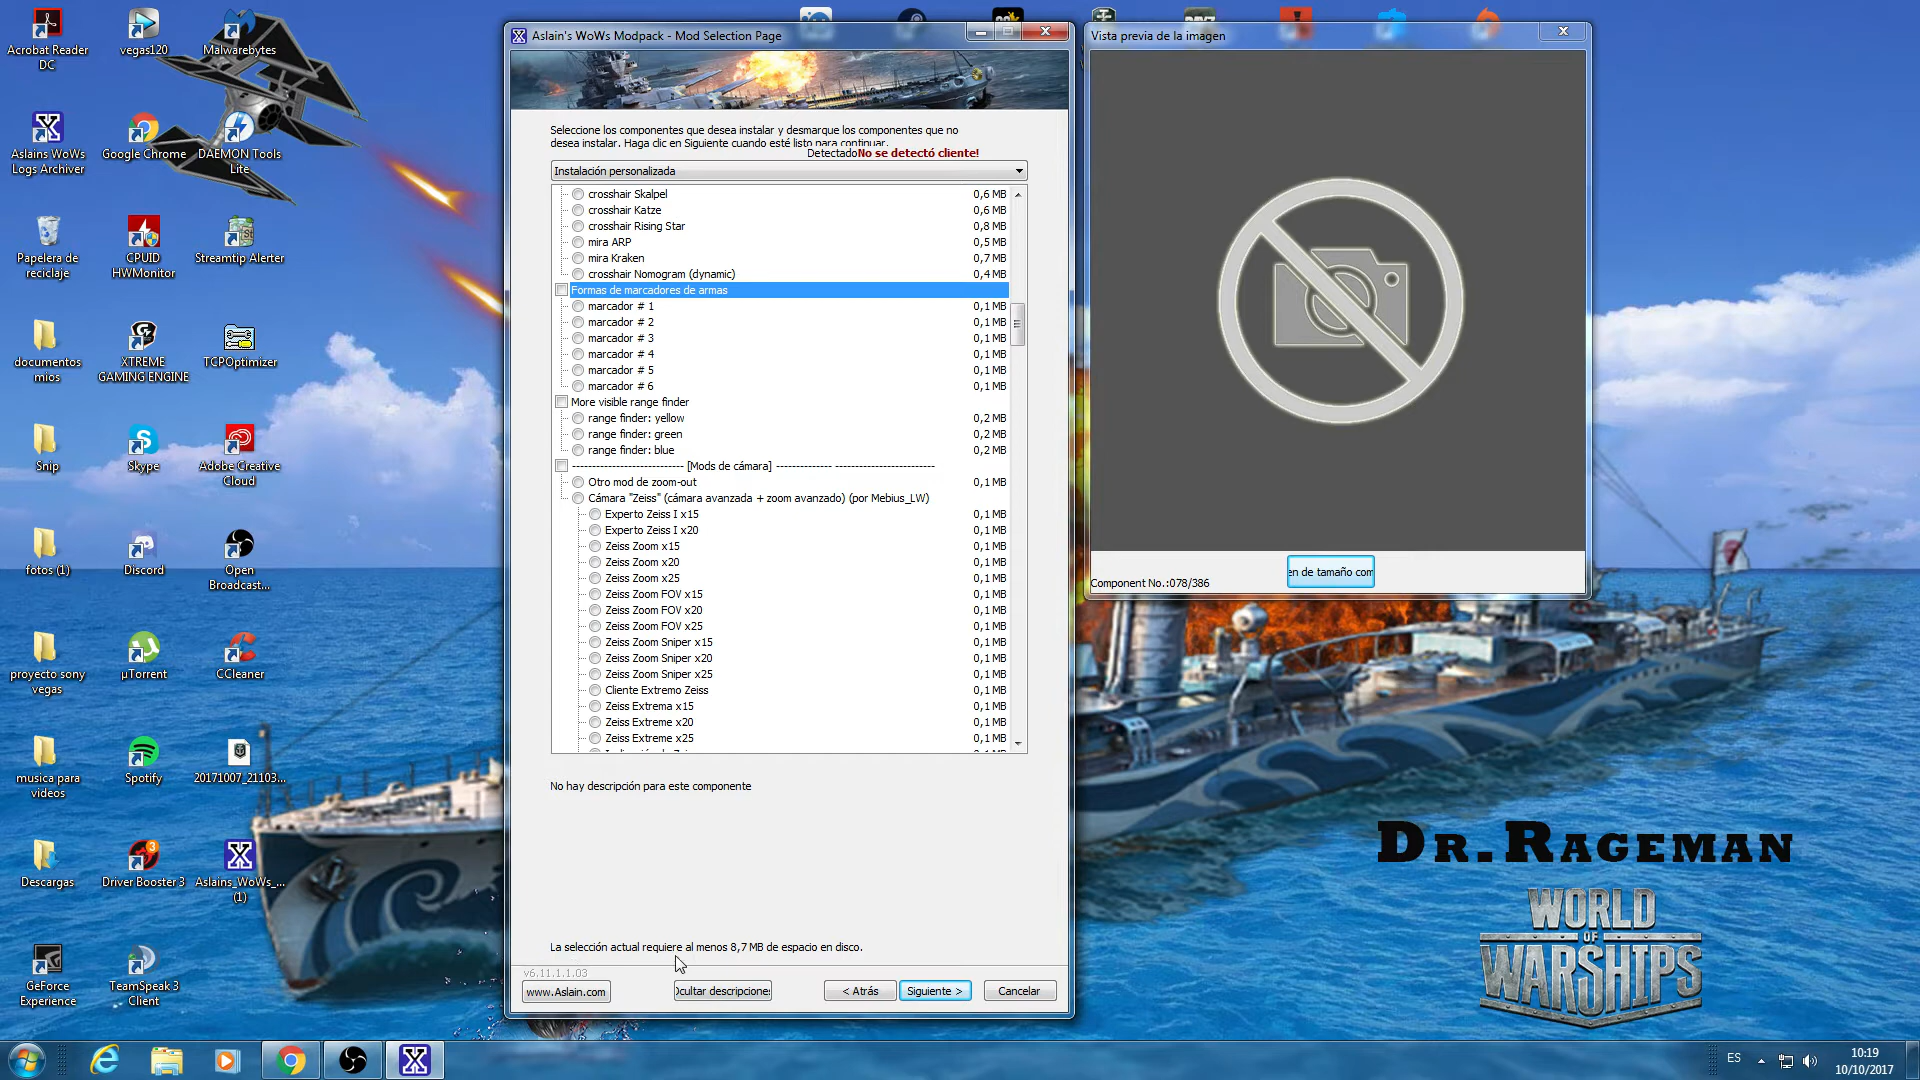 Acrobat Reader
DC
vegas120
Malwarebytes
Aslains WoWs
Logs Archiver
Google Chrome
DAEMON Tools
Lite
Papelera de
reciclaje
CPUID
HWMonitor
Streamtip Alerter
documentos
mios
XTREME
GAMING ENGINE
TCPOptimizer
Snip
Skype
Adobe Creative
Cloud
fotos (1)
Discord
Open
Broadcast...
proyecto sony
vegas
µTorrent
CCleaner
musica para
videos
Spotify
20171007_21103...
Descargas
Driver Booster 3
Aslains_WoWs_...
(1)
GeForce
Experience
TeamSpeak 3
Client
Aslain's WoWs Modpack - Mod Selection Page
Seleccione los componentes que desea instalar y desmarque los componentes que no
desea instalar. Haga clic en Siguiente cuando esté listo para continuar.
DetectadoNo se detectó cliente!
Instalación personalizada
crosshair Skalpel 0,6 MB
crosshair Katze 0,6 MB
crosshair Rising Star 0,8 MB
mira ARP 0,5 MB
mira Kraken 0,7 MB
crosshair Nomogram (dynamic) 0,4 MB
Formas de marcadores de armas
marcador # 1 0,1 MB
marcador # 2 0,1 MB
marcador # 3 0,1 MB
marcador # 4 0,1 MB
marcador # 5 0,1 MB
marcador # 6 0,1 MB
More visible range finder
range finder: yellow 0,2 MB
range finder: green 0,2 MB
range finder: blue 0,2 MB
---------------------------- [Mods de cámara] -------------- -------------------------
Otro mod de zoom-out 0,1 MB
Cámara "Zeiss" (cámara avanzada + zoom avanzado) (por Mebius_LW)
Experto Zeiss I x15 0,1 MB
Experto Zeiss I x20 0,1 MB
Zeiss Zoom x15 0,1 MB
Zeiss Zoom x20 0,1 MB
Zeiss Zoom x25 0,1 MB
Zeiss Zoom FOV x15 0,1 MB
Zeiss Zoom FOV x20 0,1 MB
Zeiss Zoom FOV x25 0,1 MB
Zeiss Zoom Sniper x15 0,1 MB
Zeiss Zoom Sniper x20 0,1 MB
Zeiss Zoom Sniper x25 0,1 MB
Cliente Extremo Zeiss 0,1 MB
Zeiss Extrema x15 0,1 MB
Zeiss Extreme x20 0,1 MB
Zeiss Extreme x25 0,1 MB
No hay descripción para este componente
La selección actual requiere al menos 8,7 MB de espacio en disco.
v6.11.1.1.03
www.Aslain.com
Ocultar descripciones
< Atrás
Siguiente >
Cancelar
Vista previa de la imagen
Component No.:078/386
en de tamaño com
DR.RAGEMAN
WORLD
OF
WARSHIPS
ES
10:19
10/10/2017